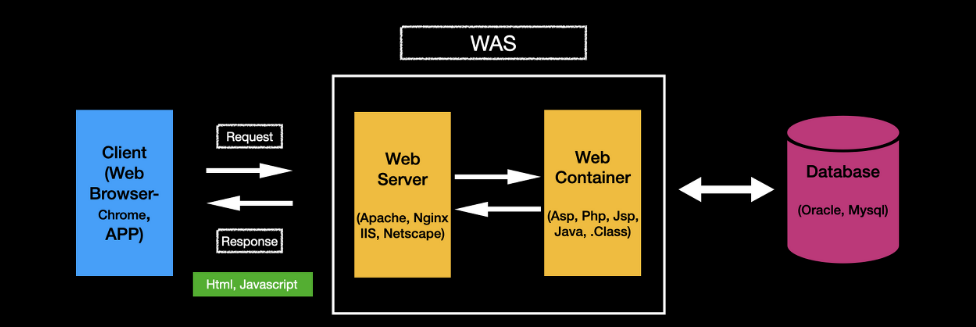 WAS
Client
(Web
Browser-
Chrome,
APP)
Request
Response
Html, Javascript
Web
Server
(Apache, Nginx
IIS, Netscape)
Web
Container
(Asp, Php, Jsp,
Java, .Class)
Database
(Oracle, Mysql)